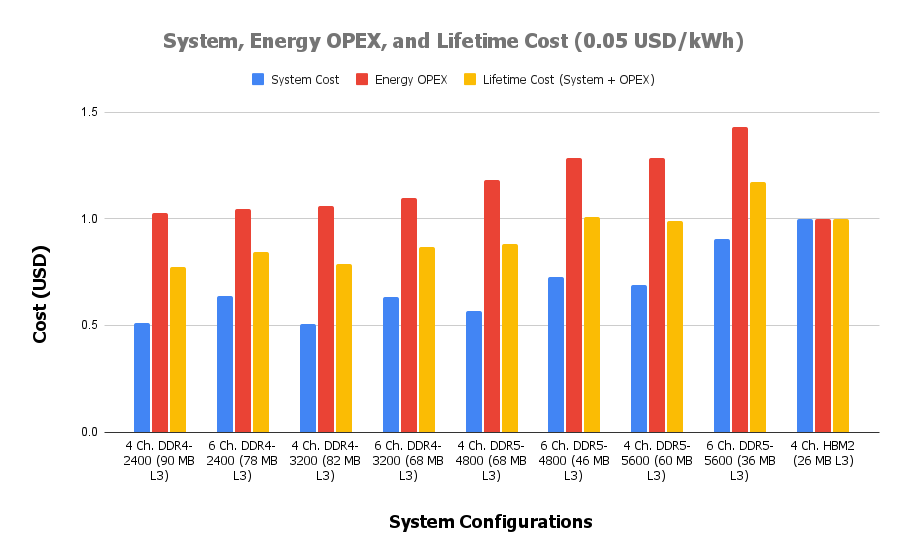 System, Energy OPEX, and Lifetime Cost (0.05 USD/kWh)
System Cost
Energy OPEX
Lifetime Cost (System + OPEX)
1.5
1.0
0.5
0.0
Cost (USD)
4 Ch. DDR4-
2400 (90 MB
L3)
6 Ch. DDR4-
2400 (78 MB
L3)
4 Ch. DDR4-
3200 (82 MB
L3)
6 Ch. DDR4-
3200 (68 MB
L3)
4 Ch. DDR5-
4800 (68 MB
L3)
6 Ch. DDR5-
4800 (46 MB
L3)
4 Ch. DDR5-
5600 (60 MB
L3)
6 Ch. DDR5-
5600 (36 MB
L3)
4 Ch. HBM2
(26 MB L3)
System Configurations